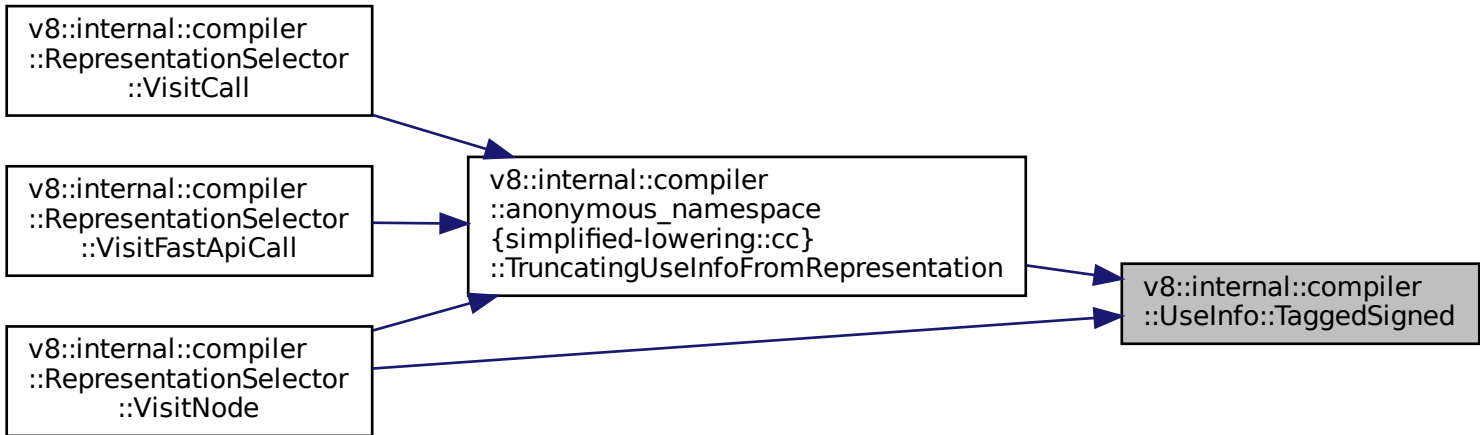 v8::internal::compiler
::RepresentationSelector
::VisitCall
v8::internal::compiler
::RepresentationSelector
::VisitFastApiCall
v8::internal::compiler
::RepresentationSelector
::VisitNode
v8::internal::compiler
::anonymous_namespace
{simplified-lowering::cc}
::TruncatingUseInfoFromRepresentation
v8::internal::compiler
::UseInfo::TaggedSigned